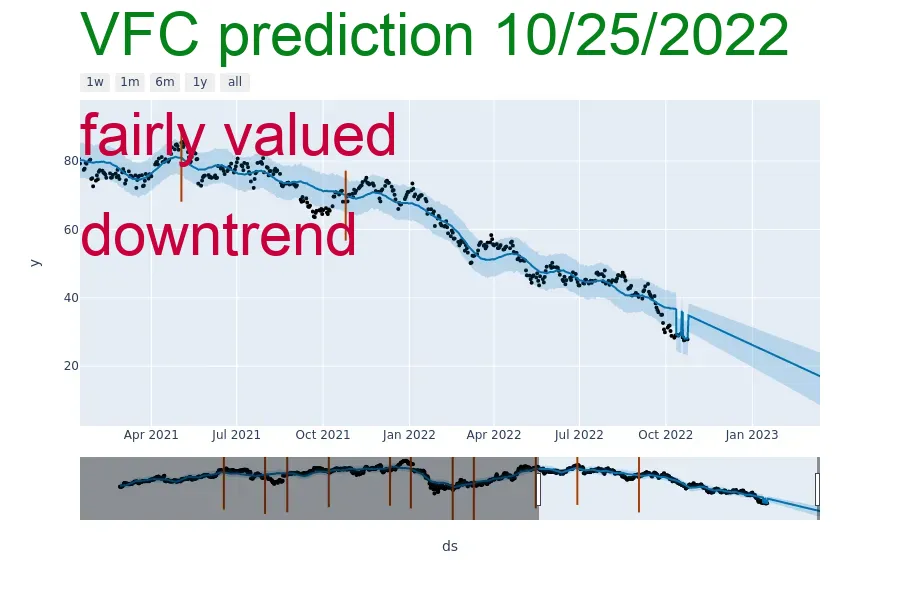 VFC prediction 10/25/2022
1w 1m 6m 1y all
fairly valued
80
downtrend
60
y
40
20
Apr 2021 Jul 2021 Oct 2021 Jan 2022 Apr 2022 Jul 2022 Oct 2022 Jan 2023
ds